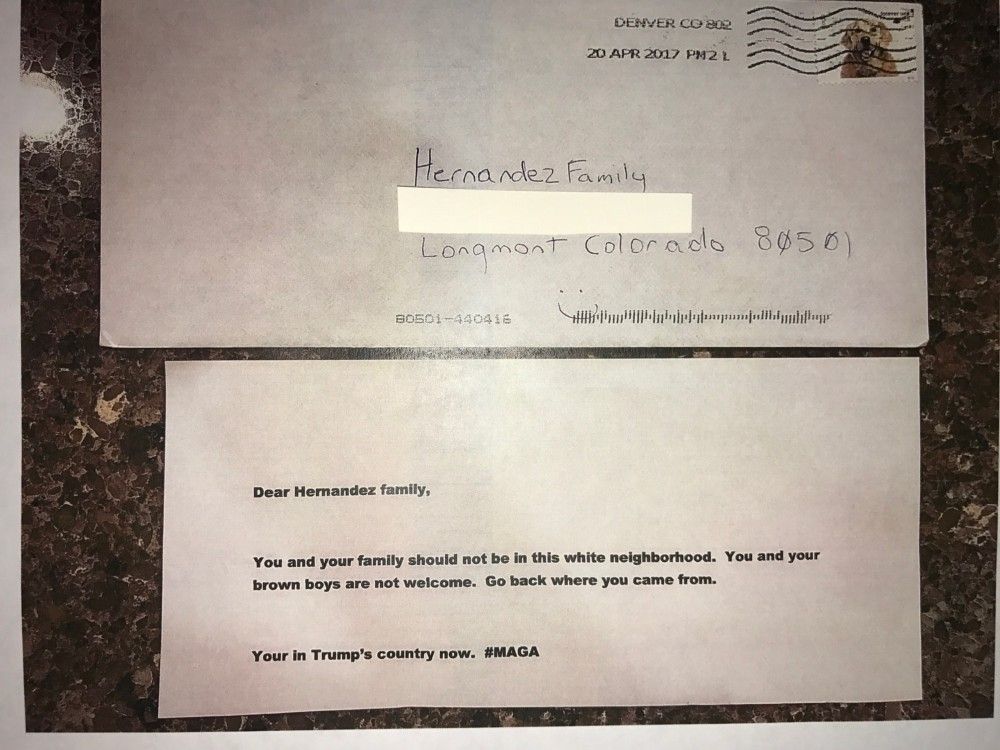 DENVER CO 802
20 APR 2017 PM 2 L
Hernandez Family
Longmont Colorado 80501
80501-440416
Dear Hernandez family,
You and your family should not be in this white neighborhood. You and your
brown boys are not welcome. Go back where you came from.
Your in Trump's country now. #MAGA